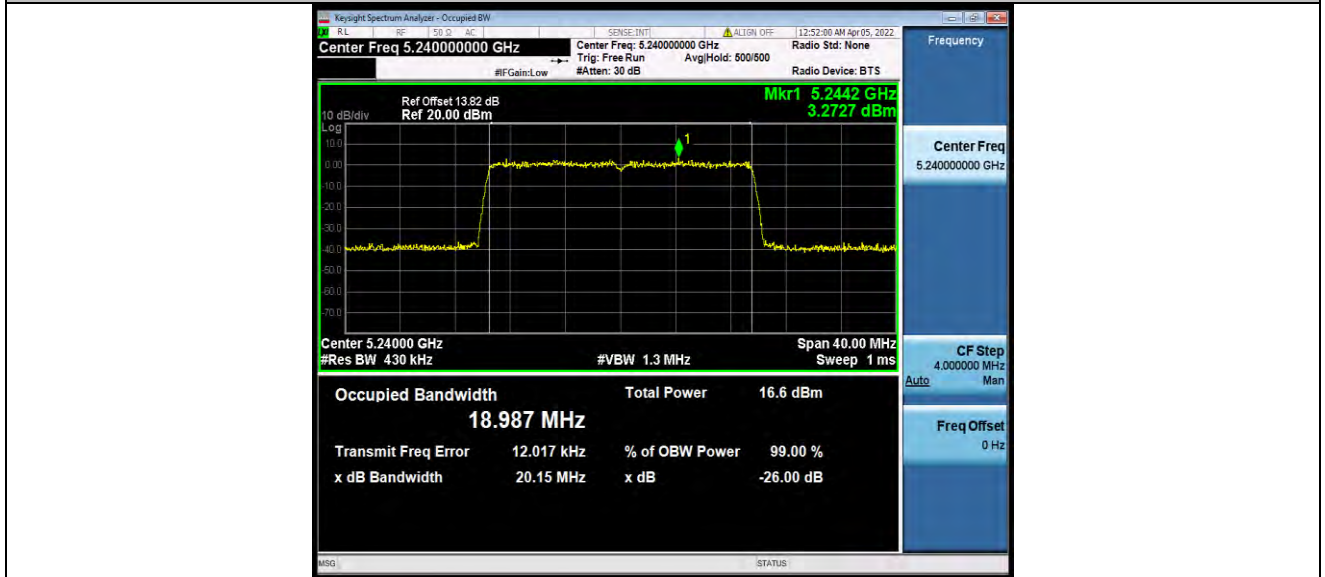 Keysight Spectrum Analyzer - Occupied BW
RL RF 50 Ω AC SENSE:INT ALIGN OFF 12:52:00 AM Apr 05, 2022
Center Freq 5.240000000 GHz Center Freq: 5.240000000 GHz Radio Std: None Frequency
Trig: Free Run Avg|Hold: 500/500
#IFGain:Low #Atten: 30 dB Radio Device: BTS
Mkr1 5.2442 GHz
Ref Offset 13.82 dB 3.2727 dBm
10 dB/div Ref 20.00 dBm
Log
10.0
1
0.00
-10.0
-20.0
-30.0
-40.0
-50.0
-60.0
-70.0
Center Freq
5.240000000 GHz
Center 5.24000 GHz Span 40.00 MHz
#Res BW 430 kHz #VBW 1.3 MHz Sweep 1 ms
CF Step
4.000000 MHz
Auto Man
Occupied Bandwidth Total Power 16.6 dBm
18.987 MHz
Freq Offset
0 Hz
Transmit Freq Error 12.017 kHz % of OBW Power 99.00 %
x dB Bandwidth 20.15 MHz x dB -26.00 dB
MSG STATUS